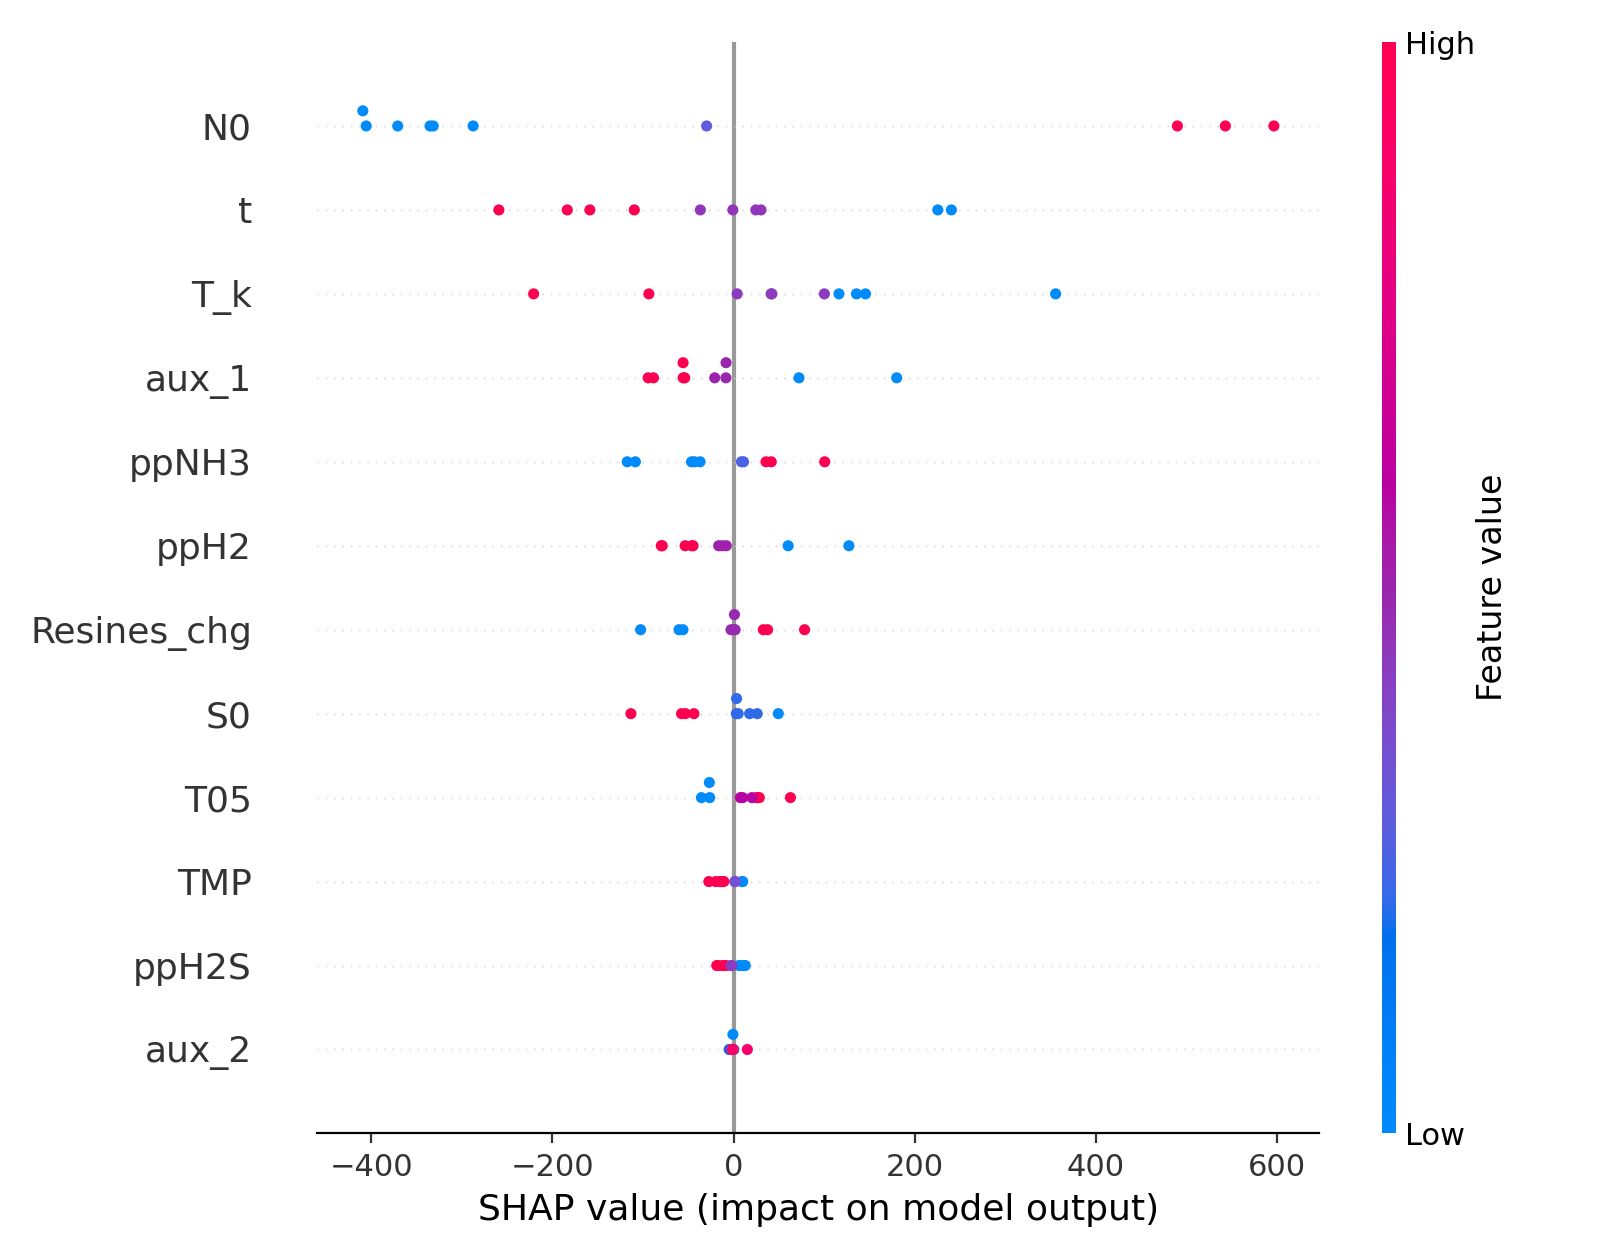 High
N0
t
T_k
aux_1
ppNH3
ppH2
Resines_chg
S0
T05
TMP
ppH2S
aux_2
Feature value
Low
−400 −200 0 200 400 600
SHAP value (impact on model output)